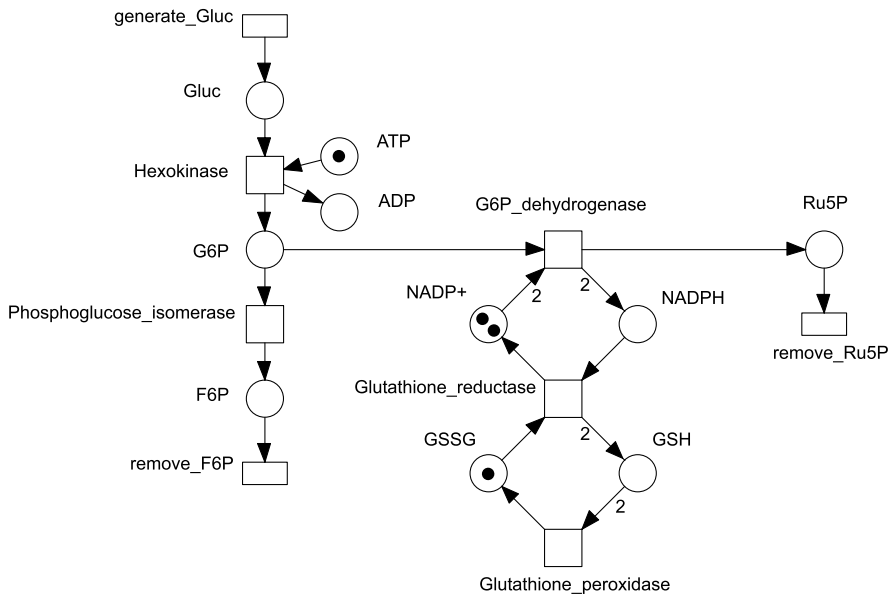 generate_Gluc
Gluc
ATP
Hexokinase
ADP
G6P_dehydrogenase
Ru5P
G6P
NADP+
2
2
NADPH
Phosphoglucose_isomerase
remove_Ru5P
Glutathione_reductase
F6P
GSSG
2
GSH
remove_F6P
2
Glutathione_peroxidase